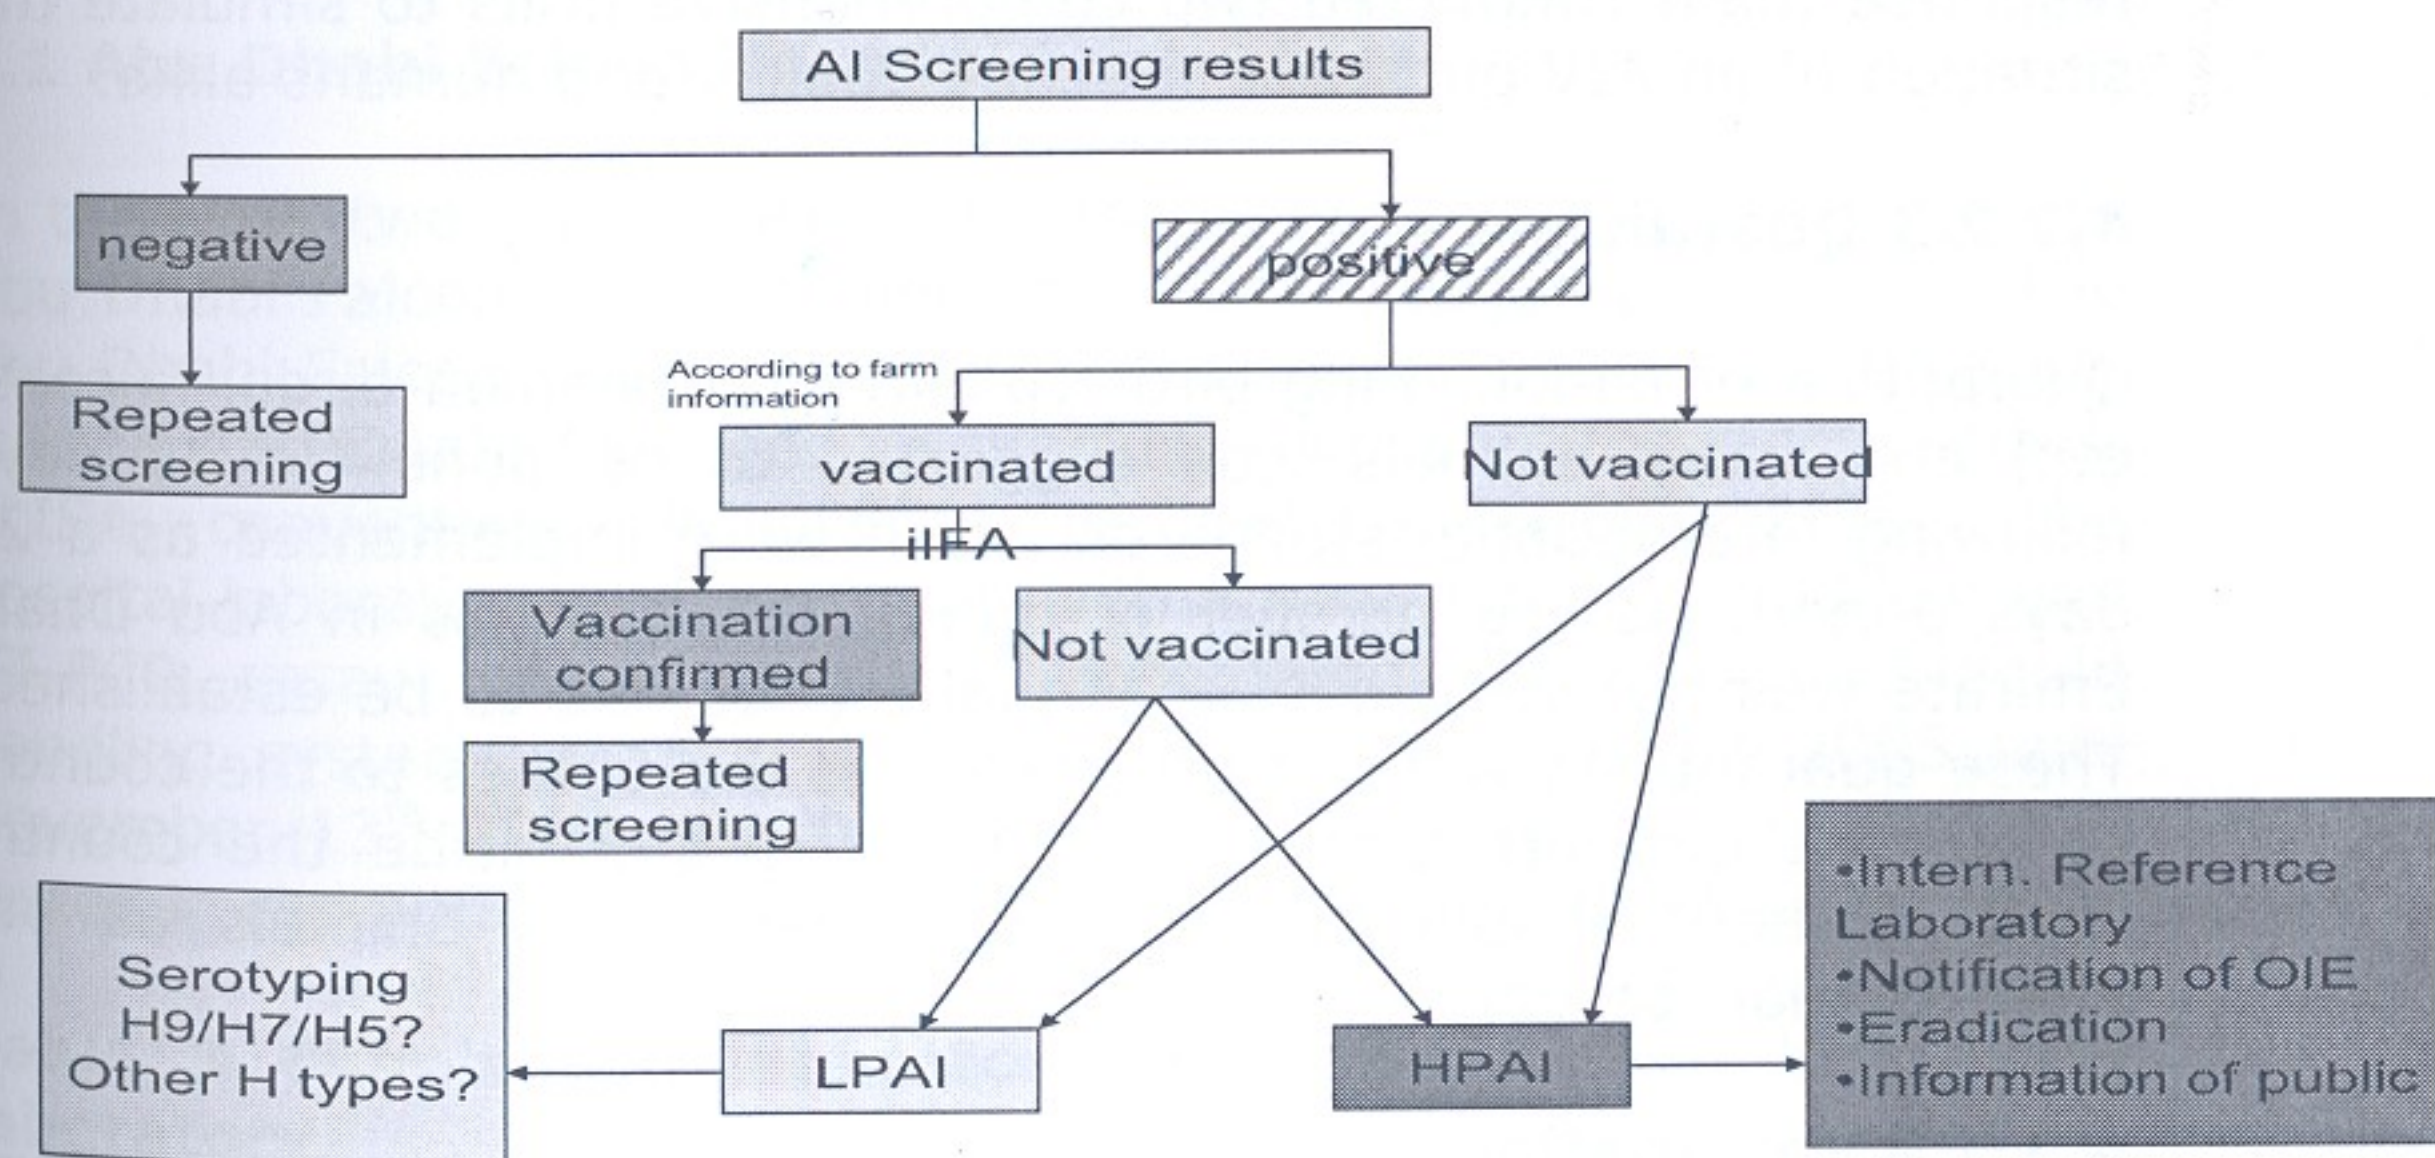 AI Screening results
negative
positive
Repeated
screening
According to farm
information
vaccinated
Not vaccinated
iIFA
Vaccination
confirmed
Not vaccinated
Repeated
screening
Serotyping
H9/H7/H5?
Other H types?
LPAI
HPAI
•Intern. Reference
Laboratory
•Notification of OIE
•Eradication
•Information of public